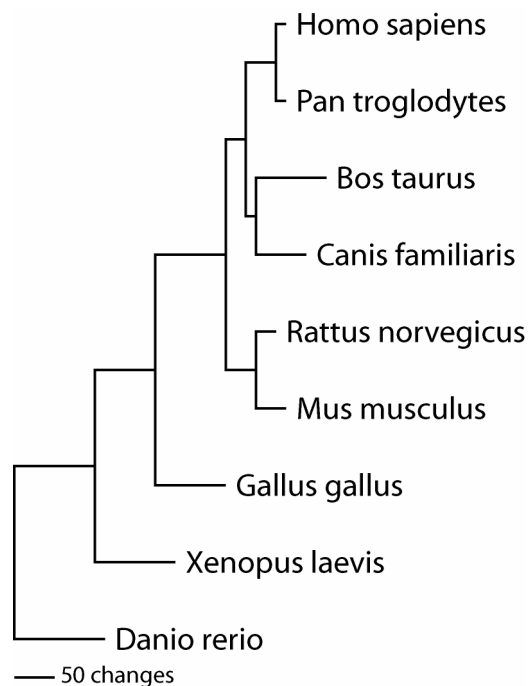 Homo sapiens
Pan troglodytes
Bos taurus
Canis familiaris
Rattus norvegicus
Mus musculus
Gallus gallus
Xenopus laevis
Danio rerio
50 changes